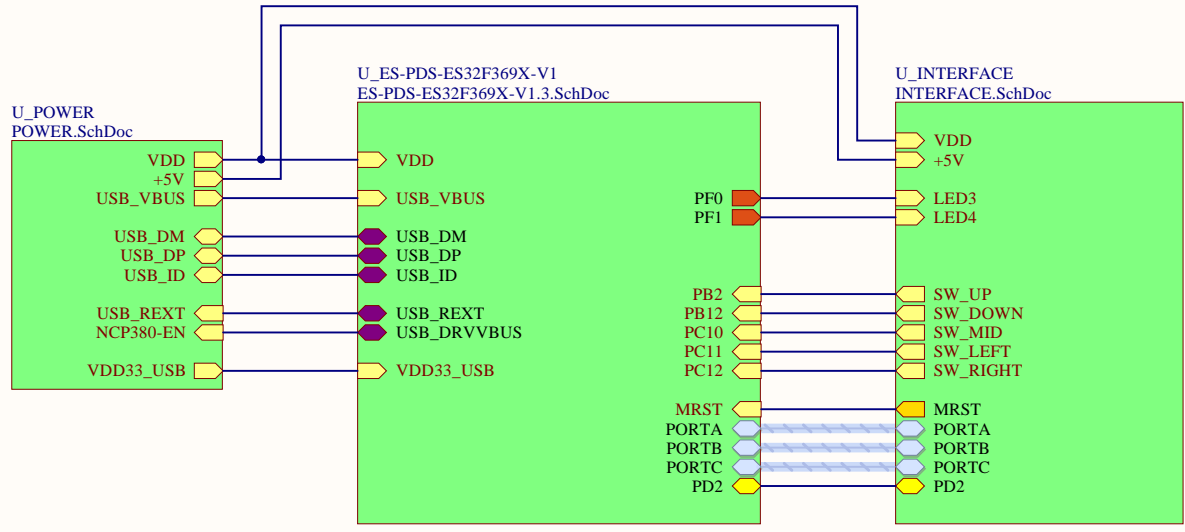 U_POWER
POWER.SchDoc
VDD
+5V
USB_VBUS
USB_DM
USB_DP
USB_ID
USB_REXT
NCP380-EN
VDD33_USB
U_ES-PDS-ES32F369X-V1
ES-PDS-ES32F369X-V1.3.SchDoc
VDD
USB_VBUS
USB_DM
USB_DP
USB_ID
USB_REXT
USB_DRVVBUS
VDD33_USB
PF0
PF1
PB2
PB12
PC10
PC11
PC12
MRST
PORTA
PORTB
PORTC
PD2
U_INTERFACE
INTERFACE.SchDoc
VDD
+5V
LED3
LED4
SW_UP
SW_DOWN
SW_MID
SW_LEFT
SW_RIGHT
MRST
PORTA
PORTB
PORTC
PD2